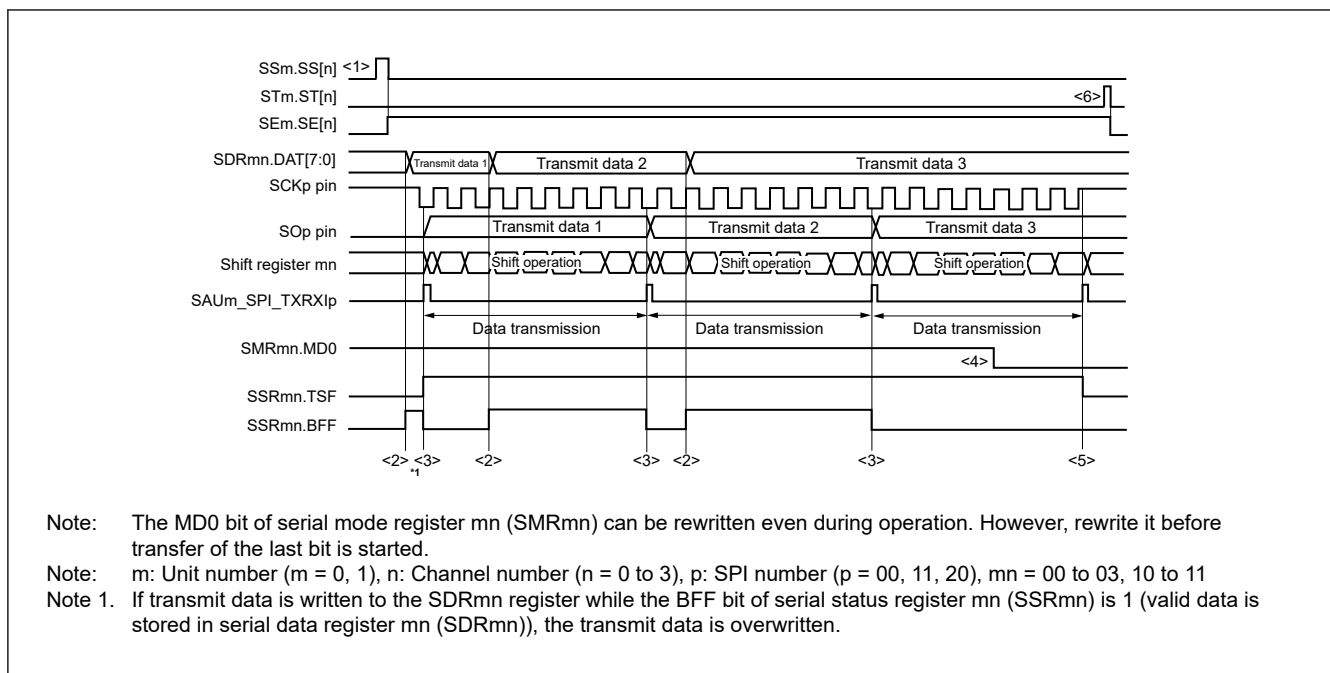 SSm.SS[n] <1>
STm.ST[n] <6>
SEm.SE[n]
SDRmn.DAT[7:0] Transmit data 1 Transmit data 2 Transmit data 3
SCKp pin
SOp pin Transmit data 1 Transmit data 2 Transmit data 3
Shift register mn Shift operation Shift operation Shift operation
SAUm_SPI_TXRXIp
Data transmission Data transmission Data transmission
SMRmn.MD0 <4>
SSRmn.TSF
SSRmn.BFF
<2> <3> <2> <3> <2> <3> <5>
*1
Note: The MD0 bit of serial mode register mn (SMRmn) can be rewritten even during operation. However, rewrite it before
transfer of the last bit is started.
Note: m: Unit number (m = 0, 1), n: Channel number (n = 0 to 3), p: SPI number (p = 00, 11, 20), mn = 00 to 03, 10 to 11
Note 1. If transmit data is written to the SDRmn register while the BFF bit of serial status register mn (SSRmn) is 1 (valid data is
stored in serial data register mn (SDRmn)), the transmit data is overwritten.